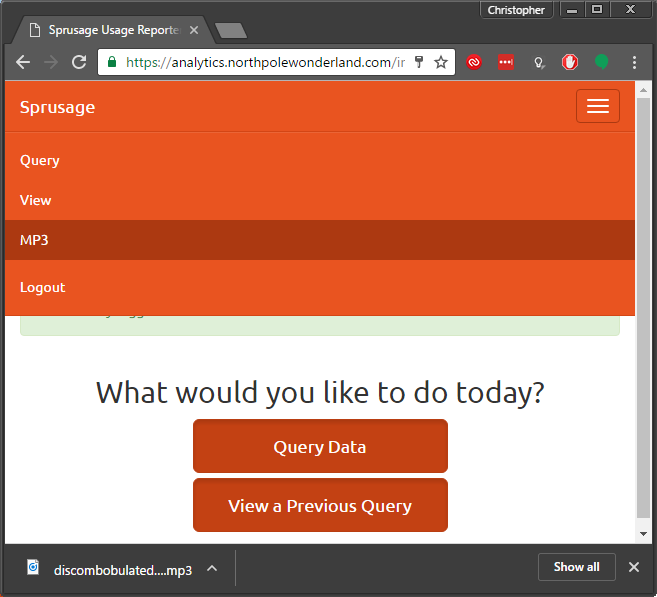 Christopher
Sprusage Usage Reporte
https://analytics.northpolewonderland.com/ir
Sprusage
Query
View
MP3
Logout
What would you like to do today?
Query Data
View a Previous Query
discombobulated....mp3
Show all